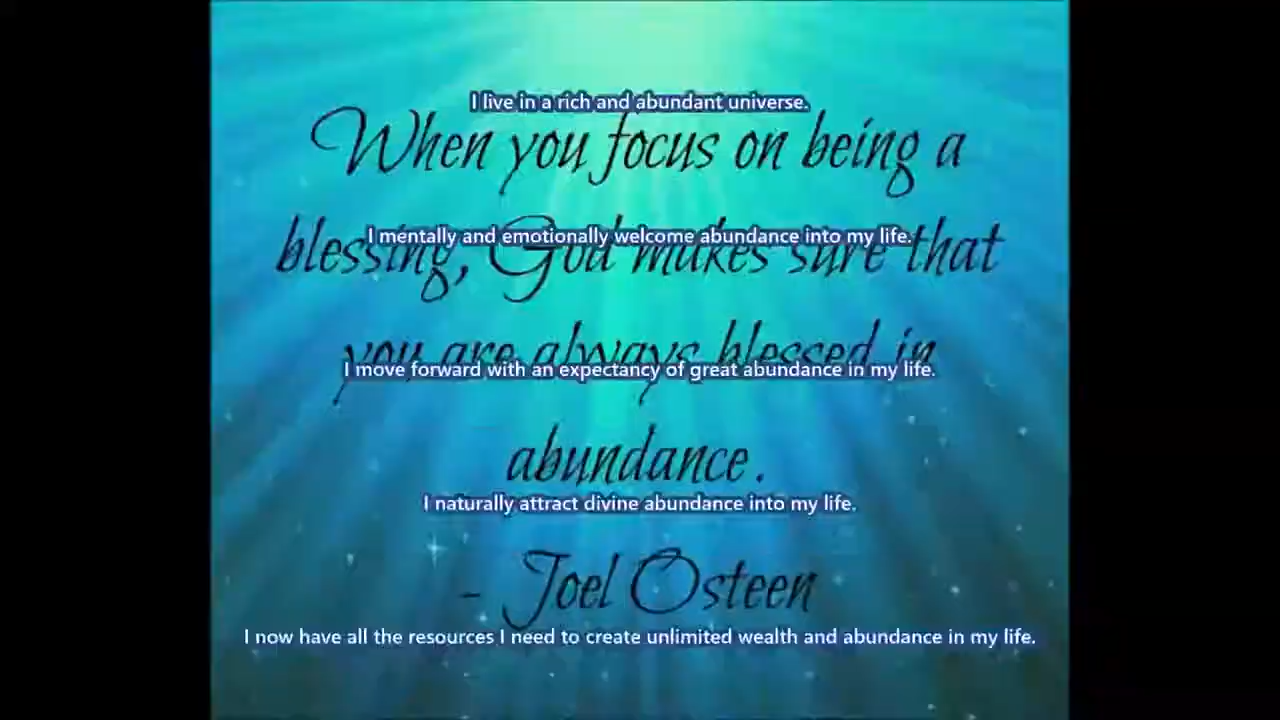 I live in a rich and abundant universe.
When you focus on being a
I mentally and emotionally welcome abundance into my life.
blessing, God makes sure that
you are always blessed in
I move forward with an expectancy of great abundance in my life.
abundance.
I naturally attract divine abundance into my life.
- Joel Osteen
I now have all the resources I need to create unlimited wealth and abundance in my life.